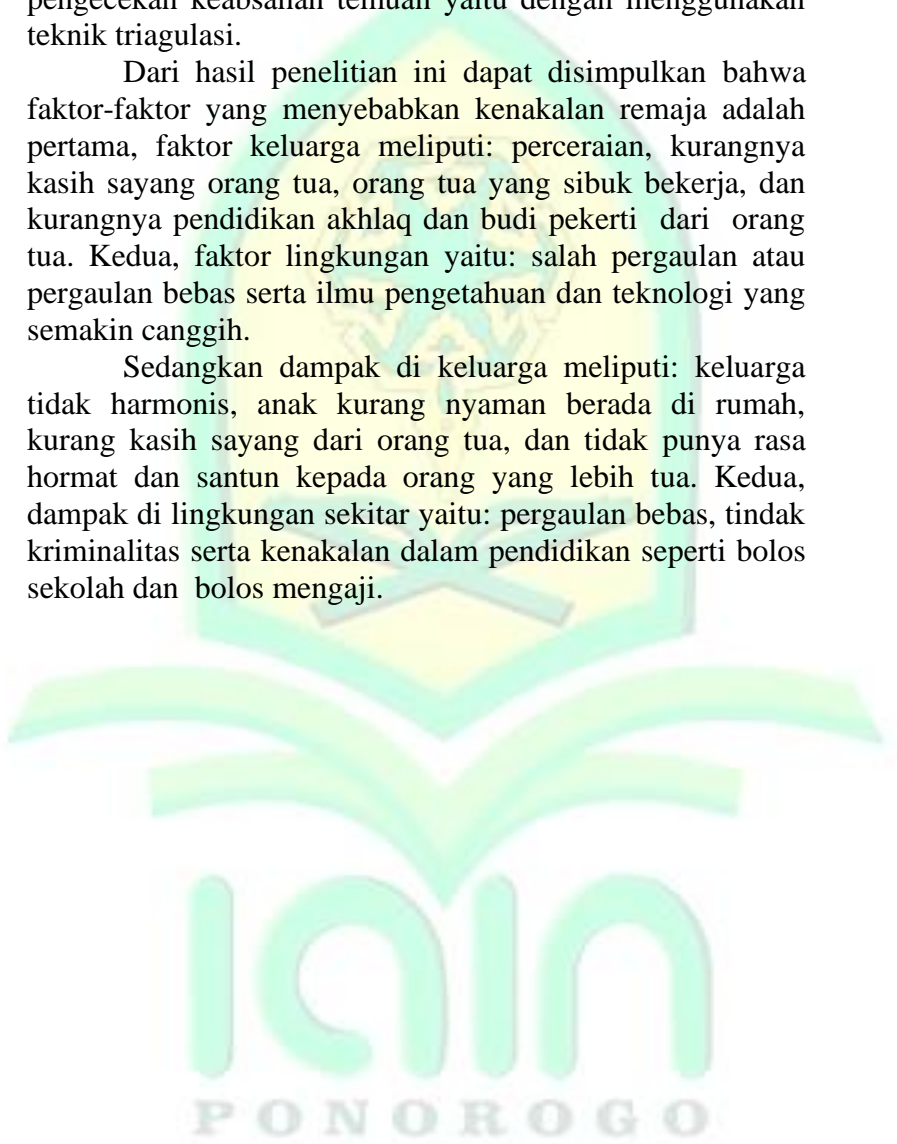 pengecekan keabsahan temuan yaitu dengan menggunakan
teknik triagulasi.
Dari hasil penelitian ini dapat disimpulkan bahwa
faktor-faktor yang menyebabkan kenakalan remaja adalah
pertama, faktor keluarga meliputi: perceraian, kurangnya
kasih sayang orang tua, orang tua yang sibuk bekerja, dan
kurangnya pendidikan akhlaq dan budi pekerti dari orang
tua. Kedua, faktor lingkungan yaitu: salah pergaulan atau
pergaulan bebas serta ilmu pengetahuan dan teknologi yang
semakin canggih.
Sedangkan dampak di keluarga meliputi: keluarga
tidak harmonis, anak kurang nyaman berada di rumah,
kurang kasih sayang dari orang tua, dan tidak punya rasa
hormat dan santun kepada orang yang lebih tua. Kedua,
dampak di lingkungan sekitar yaitu: pergaulan bebas, tindak
kriminalitas serta kenakalan dalam pendidikan seperti bolos
sekolah dan bolos mengaji.
iain
PONOROGO